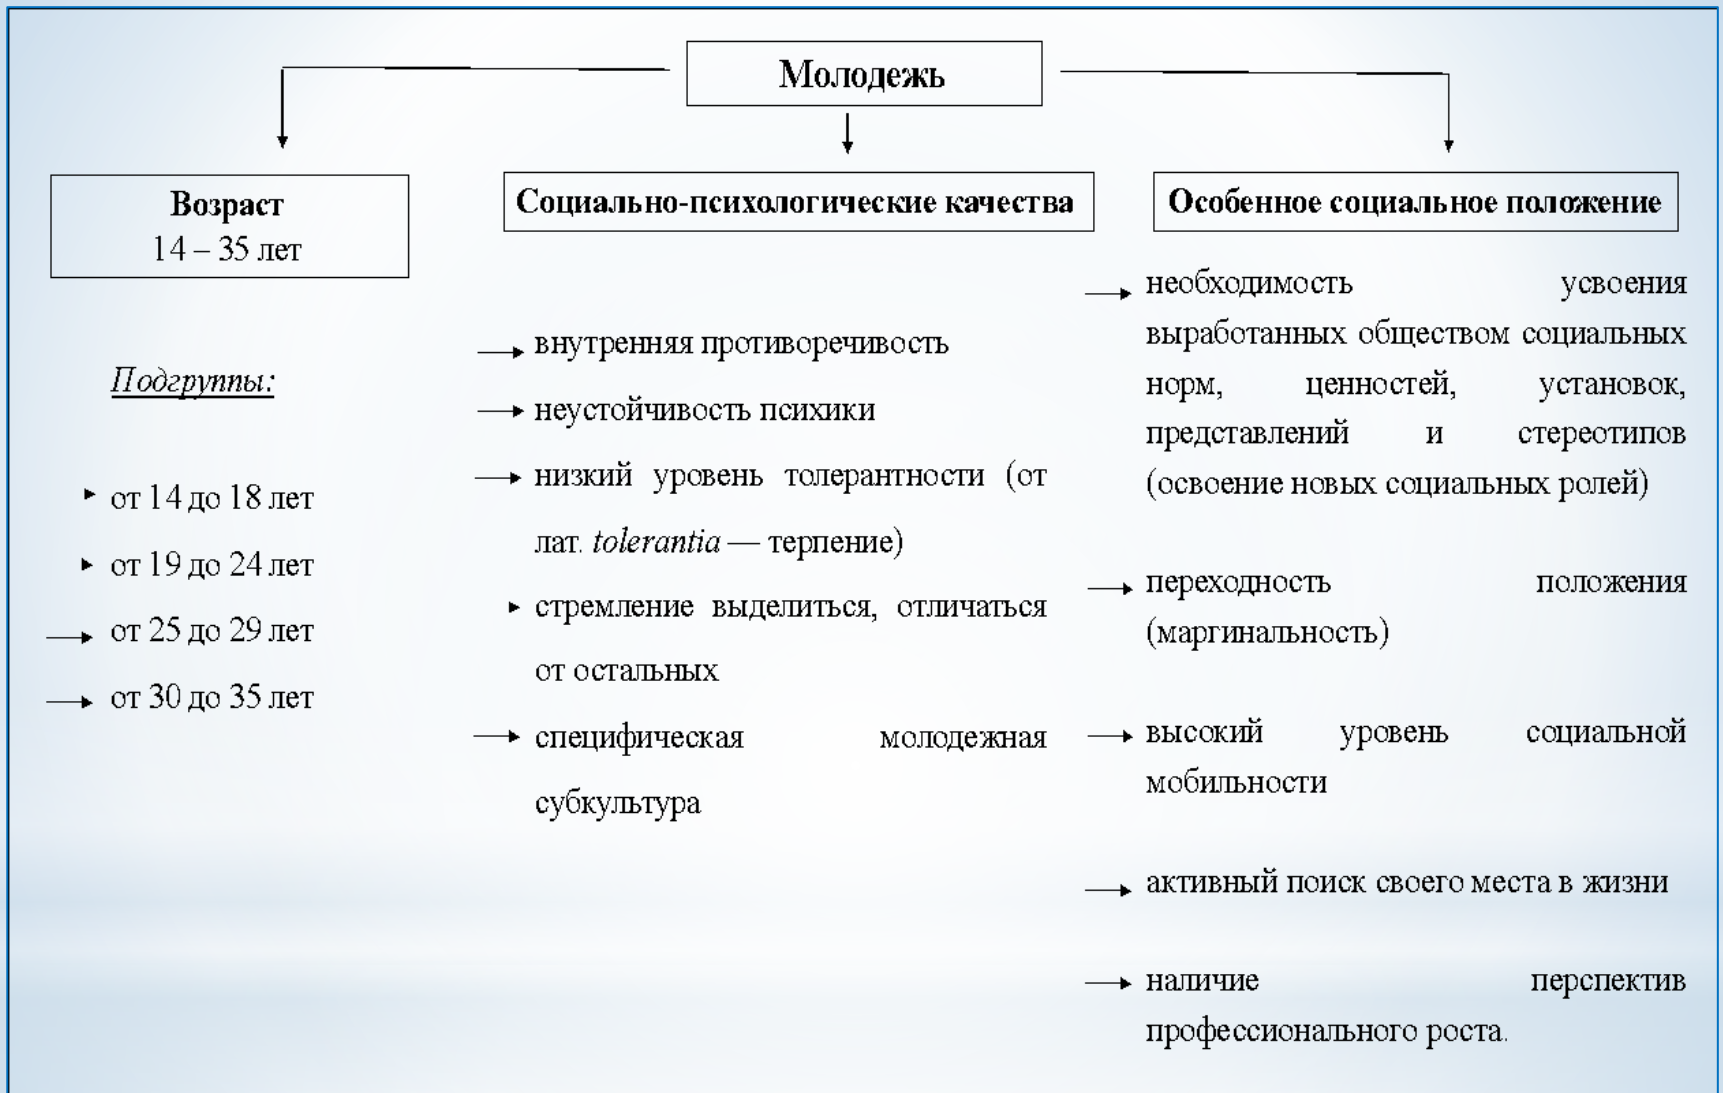 Молодежь
Возраст
14 – 35 лет
Подгруппы:
от 14 до 18 лет
от 19 до 24 лет
от 25 до 29 лет
от 30 до 35 лет
Социально-психологические качества
внутренняя противоречивость
неустойчивость психики
низкий уровень толерантности (от
лат. tolerantia — терпение)
стремление выделиться, отличаться
от остальных
специфическая молодежная
субкультура
Особенное социальное положение
необходимость усвоения
выработанных обществом социальных
норм, ценностей, установок,
представлений и стереотипов
(освоение новых социальных ролей)
переходность положения
(маргинальность)
высокий уровень социальной
мобильности
активный поиск своего места в жизни
наличие перспектив
профессионального роста.